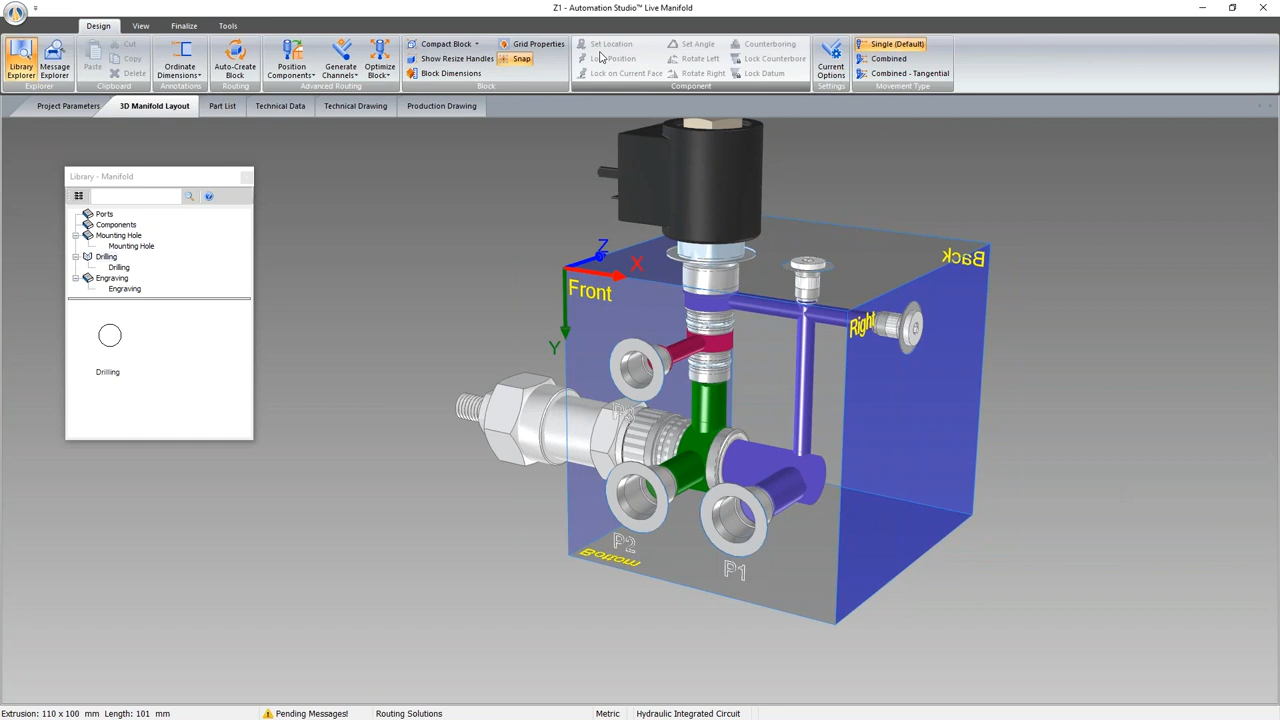 Z1 - Automation Studio™ Live Manifold
Design View Finalize Tools
Library Explorer
Message Explorer
Explorer
Paste
Cut
Copy
Delete
Clipboard
Ordinate Dimensions
Annotations
Auto-Create Block
Routing
Position Components
Generate Channels
Optimize Block
Advanced Routing
Compact Block
Show Resize Handles
Block Dimensions
Grid Properties
Snap
Block
Set Location
Lock on Current Face
Set Angle
Rotate Left
Rotate Right
Counterboring
Lock Counterbore
Lock Datum
Component
Current Options
Settings
Single (Default)
Combined
Combined - Tangential
Movement Type
Project Parameters 3D Manifold Layout Part List Technical Data Technical Drawing Production Drawing
Library - Manifold
Ports
Components
Mounting Hole
Mounting Hole
Drilling
Drilling
Engraving
Engraving
Drilling
Z
X
Front
Y
Back
Right
P3
P2
Bottom
P1
Extrusion: 110 x 100 mm Length: 101 mm Pending Messages! Routing Solutions Metric Hydraulic Integrated Circuit